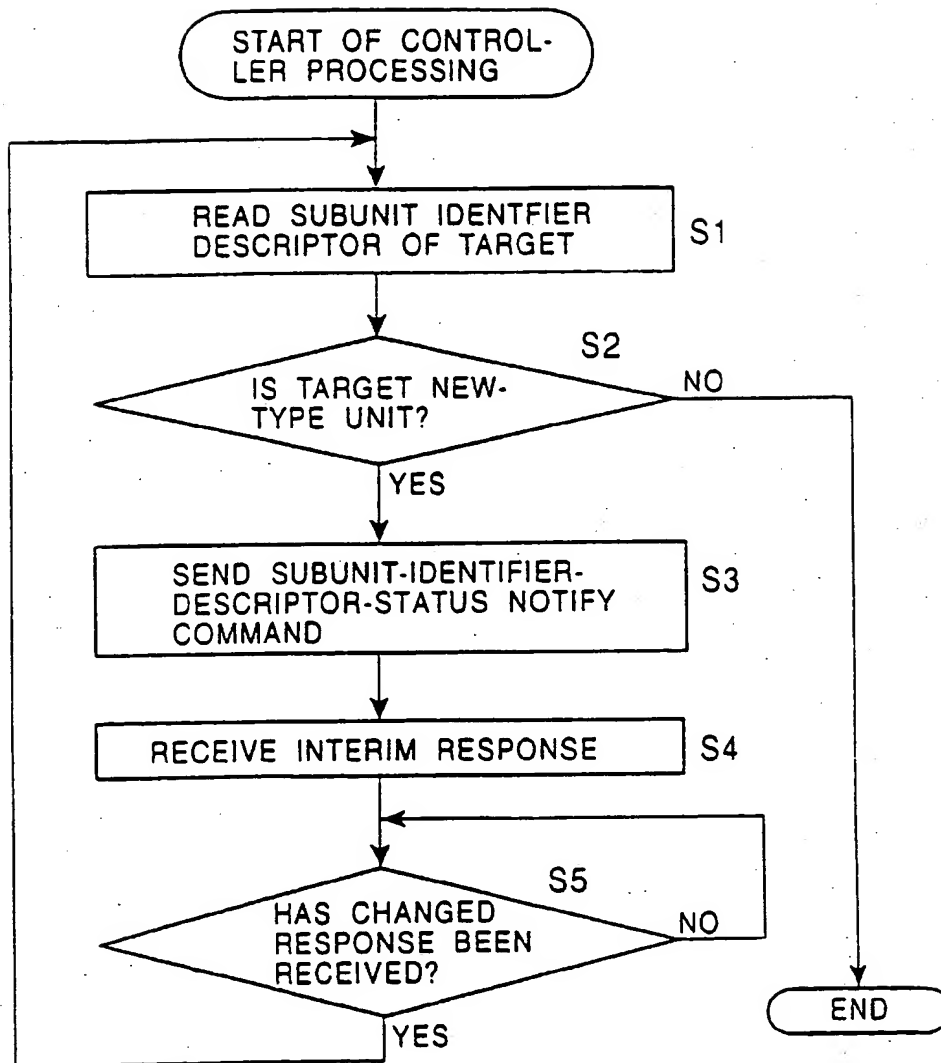 START OF CONTROL-
LER PROCESSING
READ SUBUNIT IDENTFIER
DESCRIPTOR OF TARGET
S1
S2
IS TARGET NEW-
TYPE UNIT?
NO
YES
SEND SUBUNIT-IDENTIFIER-
DESCRIPTOR-STATUS NOTIFY
COMMAND
S3
RECEIVE INTERIM RESPONSE
S4
S5
HAS CHANGED
RESPONSE BEEN
RECEIVED?
NO
YES
END